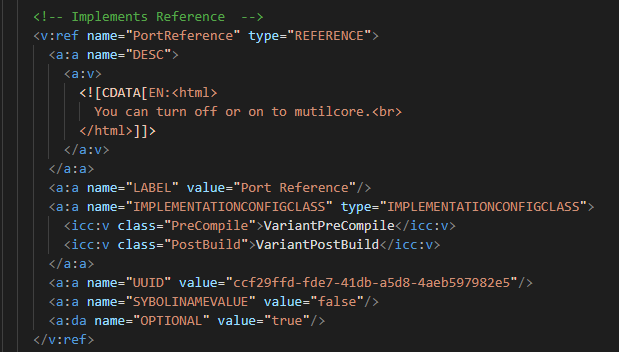 <!-- Implements Reference  -->
<v:ref name="PortReference" type="REFERENCE">
<a:a name="DESC">
<a:v>
<![CDATA[EN:<html>
You can turn off or on to mutilcore.<br>
</html>]]>
</a:v>
</a:a>
<a:a name="LABEL" value="Port Reference"/>
<a:a name="IMPLEMENTATIONCONFIGCLASS" type="IMPLEMENTATIONCONFIGCLASS">
<icc:v class="PreCompile">VariantPreCompile</icc:v>
<icc:v class="PostBuild">VariantPostBuild</icc:v>
</a:a>
<a:a name="UUID" value="ccf29ffd-fde7-41db-a5d8-4aeb597982e5"/>
<a:a name="SYBOLINAMEVALUE" value="false"/>
<a:da name="OPTIONAL" value="true"/>
</v:ref>